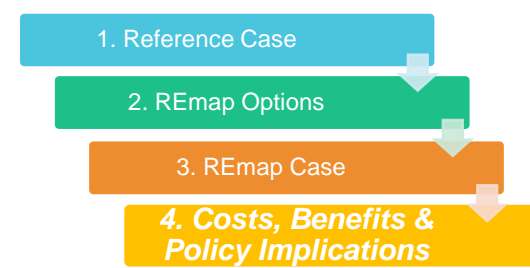 1. Reference Case
2. REmap Options
3. REmap Case
4. Costs, Benefits &
Policy Implications